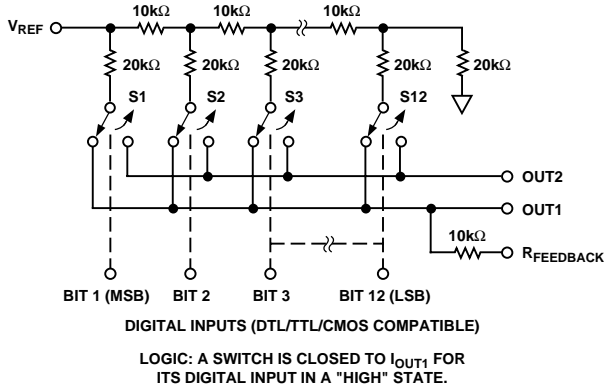 10kΩ 10kΩ 10kΩ
VREF
20kΩ 20kΩ 20kΩ 20kΩ 20kΩ
S1 S2 S3 S12
OUT2
OUT1
10kΩ
RFEEDBACK
BIT 1 (MSB) BIT 2 BIT 3 BIT 12 (LSB)
DIGITAL INPUTS (DTL/TTL/CMOS COMPATIBLE)
LOGIC: A SWITCH IS CLOSED TO IOUT1 FOR
ITS DIGITAL INPUT IN A "HIGH" STATE.